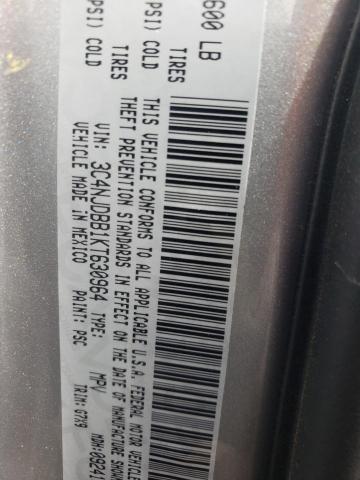 600 LB
TIRES
PSI) COLD
TIRES
PSI) COLD
THIS VEHICLE CONFORMS TO ALL APPLICABLE U.S.A. FEDERAL MOTOR VEHICLE
THEFT PREVENTION STANDARDS IN EFFECT ON THE DATE OF MANUFACTURE SHOWN
VIN: 3C4NJDBB1KT630964 TYPE: MPV
VEHICLE MADE IN MEXICO PAINT: PSC TRIM: G7X9
MDH: 09241